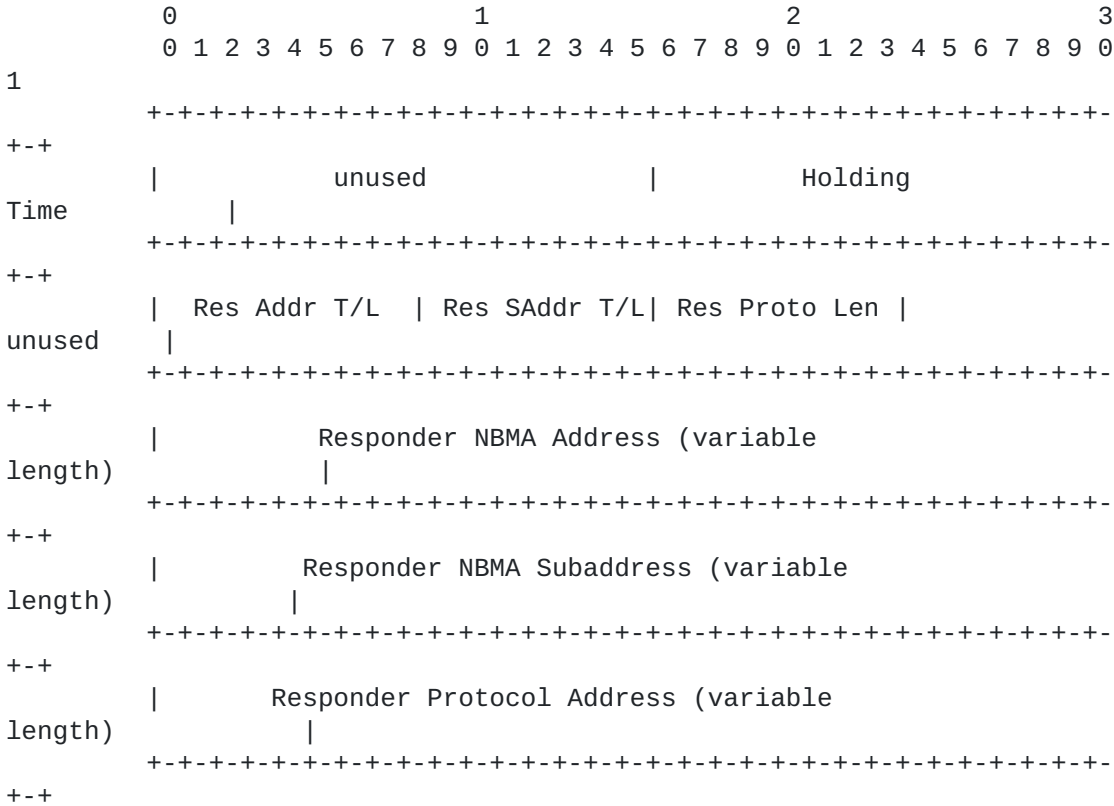 0                   1                   2                   3
0 1 2 3 4 5 6 7 8 9 0 1 2 3 4 5 6 7 8 9 0 1 2 3 4 5 6 7 8 9 0
1
+-+-+-+-+-+-+-+-+-+-+-+-+-+-+-+-+-+-+-+-+-+-+-+-+-+-+-+-+-+-+-
+-+
|           unused              |         Holding
Time          |
+-+-+-+-+-+-+-+-+-+-+-+-+-+-+-+-+-+-+-+-+-+-+-+-+-+-+-+-+-+-+-
+-+
|  Res Addr T/L  | Res SAddr T/L| Res Proto Len |
unused    |
+-+-+-+-+-+-+-+-+-+-+-+-+-+-+-+-+-+-+-+-+-+-+-+-+-+-+-+-+-+-+-
+-+
|          Responder NBMA Address (variable
length)             |
+-+-+-+-+-+-+-+-+-+-+-+-+-+-+-+-+-+-+-+-+-+-+-+-+-+-+-+-+-+-+-
+-+
|         Responder NBMA Subaddress (variable
length)           |
+-+-+-+-+-+-+-+-+-+-+-+-+-+-+-+-+-+-+-+-+-+-+-+-+-+-+-+-+-+-+-
+-+
|       Responder Protocol Address (variable
length)            |
+-+-+-+-+-+-+-+-+-+-+-+-+-+-+-+-+-+-+-+-+-+-+-+-+-+-+-+-+-+-+-
+-+